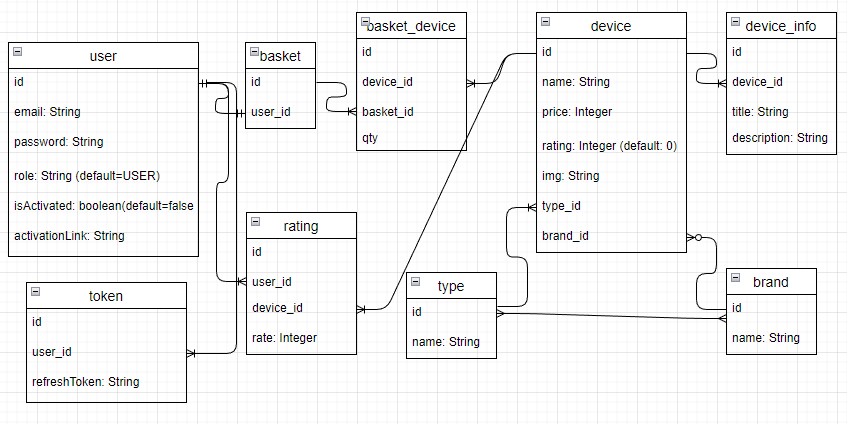 user
id
email: String
password: String
role: String (default=USER)
isActivated: boolean(default=false
activationLink: String
basket
id
user_id
basket_device
id
device_id
basket_id
qty
device
id
name: String
price: Integer
rating: Integer (default: 0)
img: String
type_id
brand_id
device_info
id
device_id
title: String
description: String
token
id
user_id
refreshToken: String
rating
id
user_id
device_id
rate: Integer
type
id
name: String
brand
id
name: String